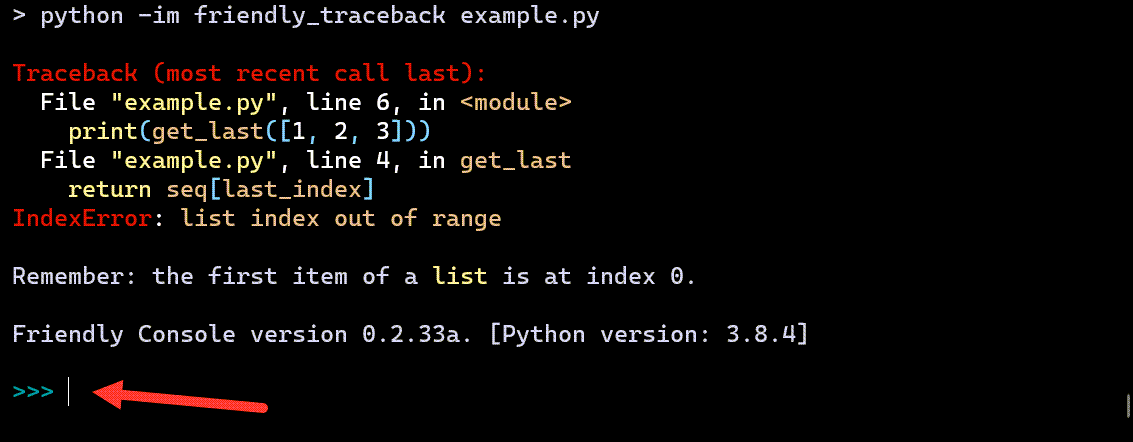 > python -im friendly_traceback example.py
Traceback (most recent call last):
  File "example.py", line 6, in <module>
    print(get_last([1, 2, 3]))
  File "example.py", line 4, in get_last
    return seq[last_index]
IndexError: list index out of range
Remember: the first item of a list is at index 0.
Friendly Console version 0.2.33a. [Python version: 3.8.4]
>>>